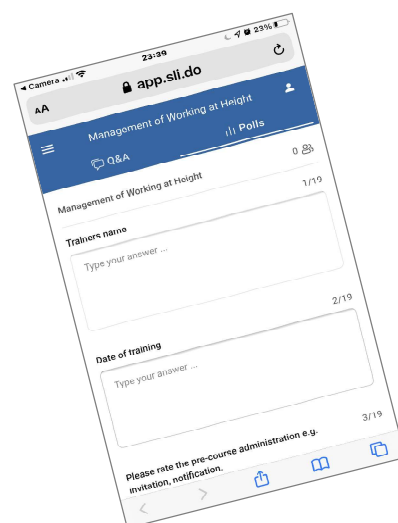 ◄ Camera 23:39 23%
AA app.sli.do
Management of Working at Height
Q&A Polls
Management of Working at Height 0
1/19
Trainers name
Type your answer ...
2/19
Date of training
Type your answer ...
3/19
Please rate the pre-course administration e.g.
invitation, notification.